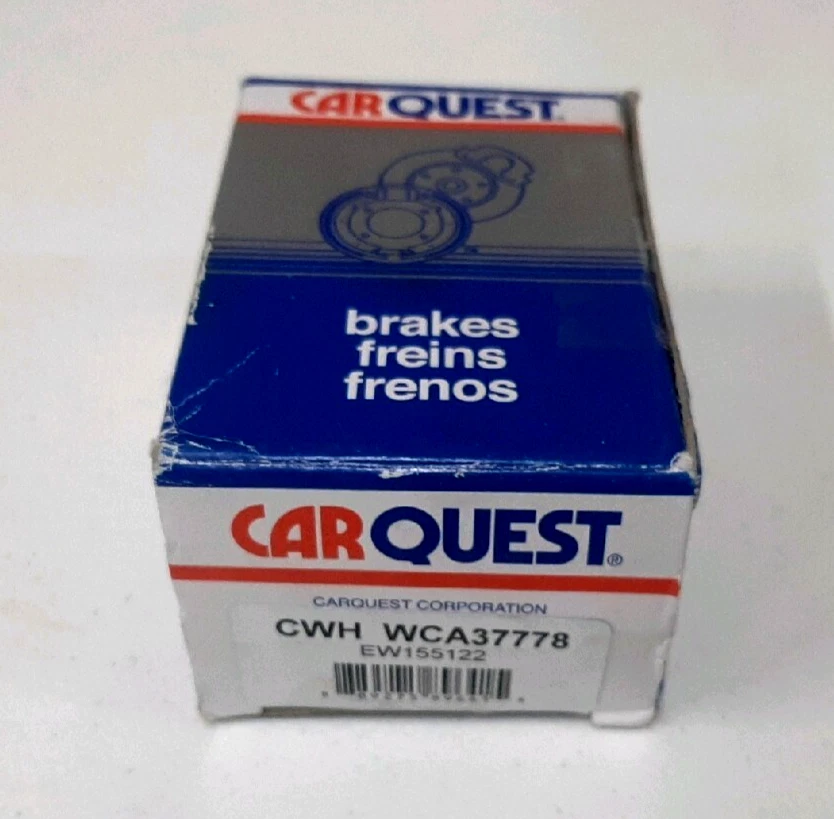 CARQUEST
brakes
freins
frenos
CARQUEST®
CARQUEST CORPORATION
CWH WCA37778
EW155122